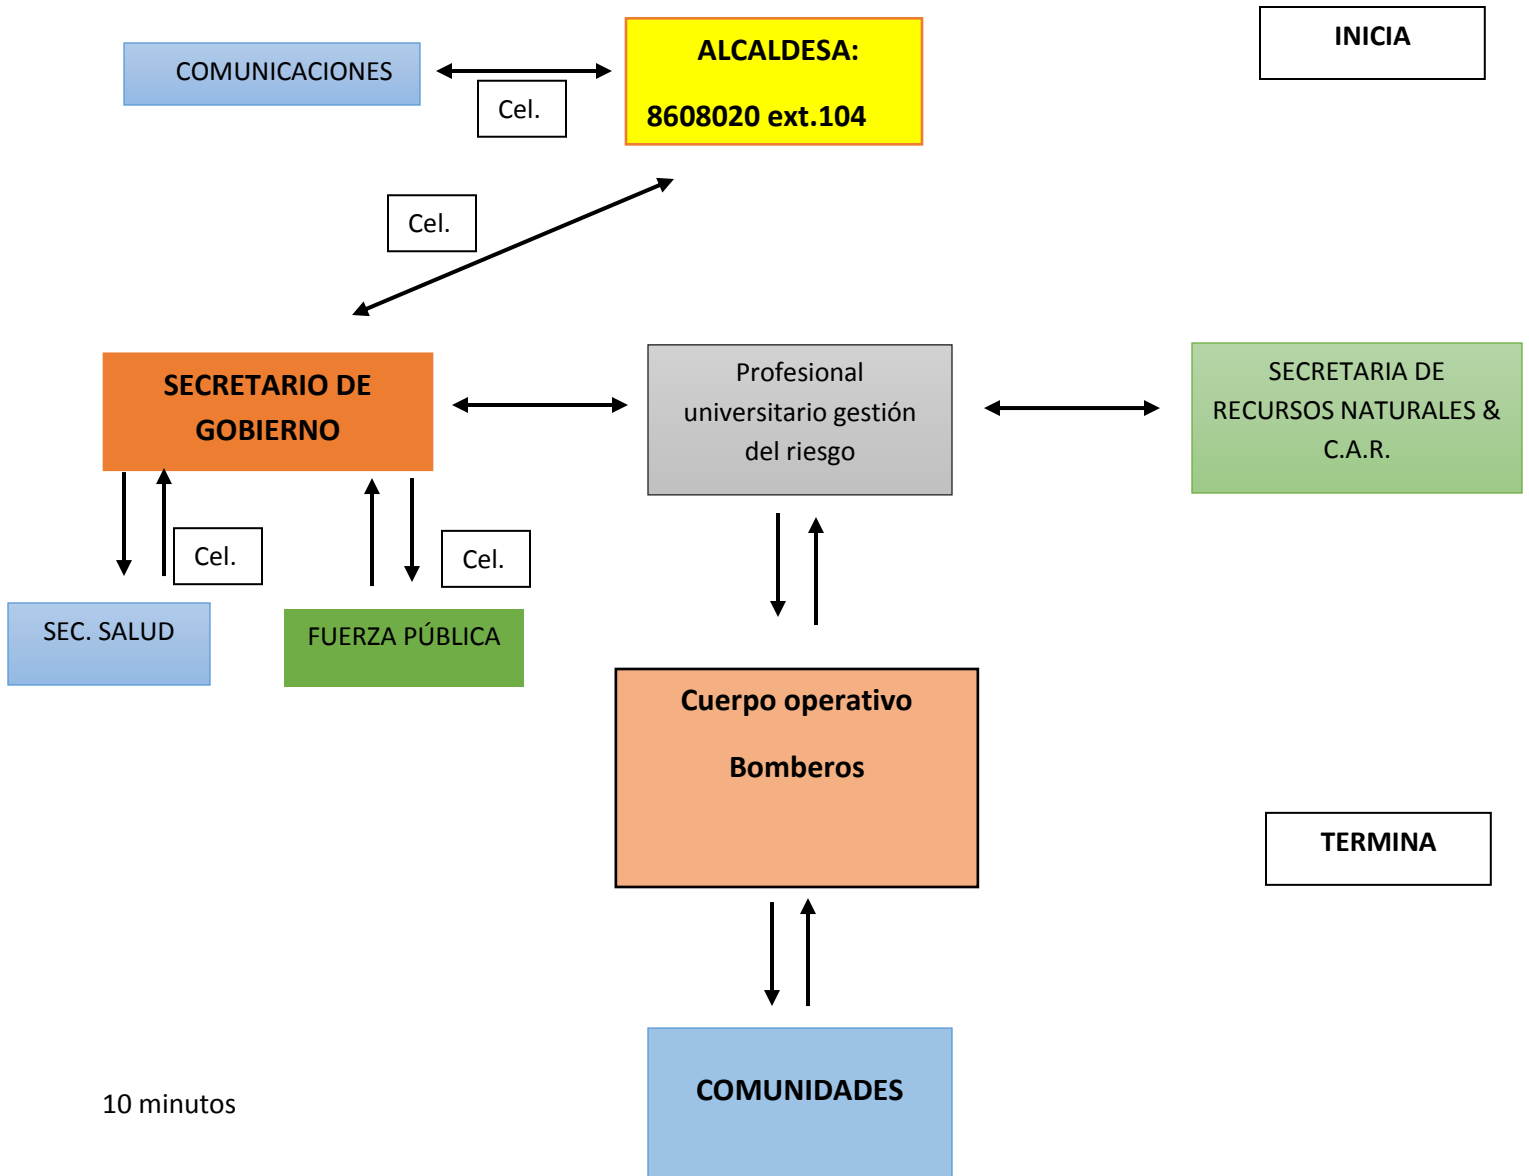 INICIA
ALCALDESA:
8608020 ext.104
COMUNICACIONES
Cel.
Cel.
SECRETARIO DE
GOBIERNO
Profesional
universitario gestión
del riesgo
SECRETARIA DE
RECURSOS NATURALES &
C.A.R.
Cel.
Cel.
SEC. SALUD
FUERZA PÚBLICA
Cuerpo operativo
Bomberos
TERMINA
COMUNIDADES
10 minutos